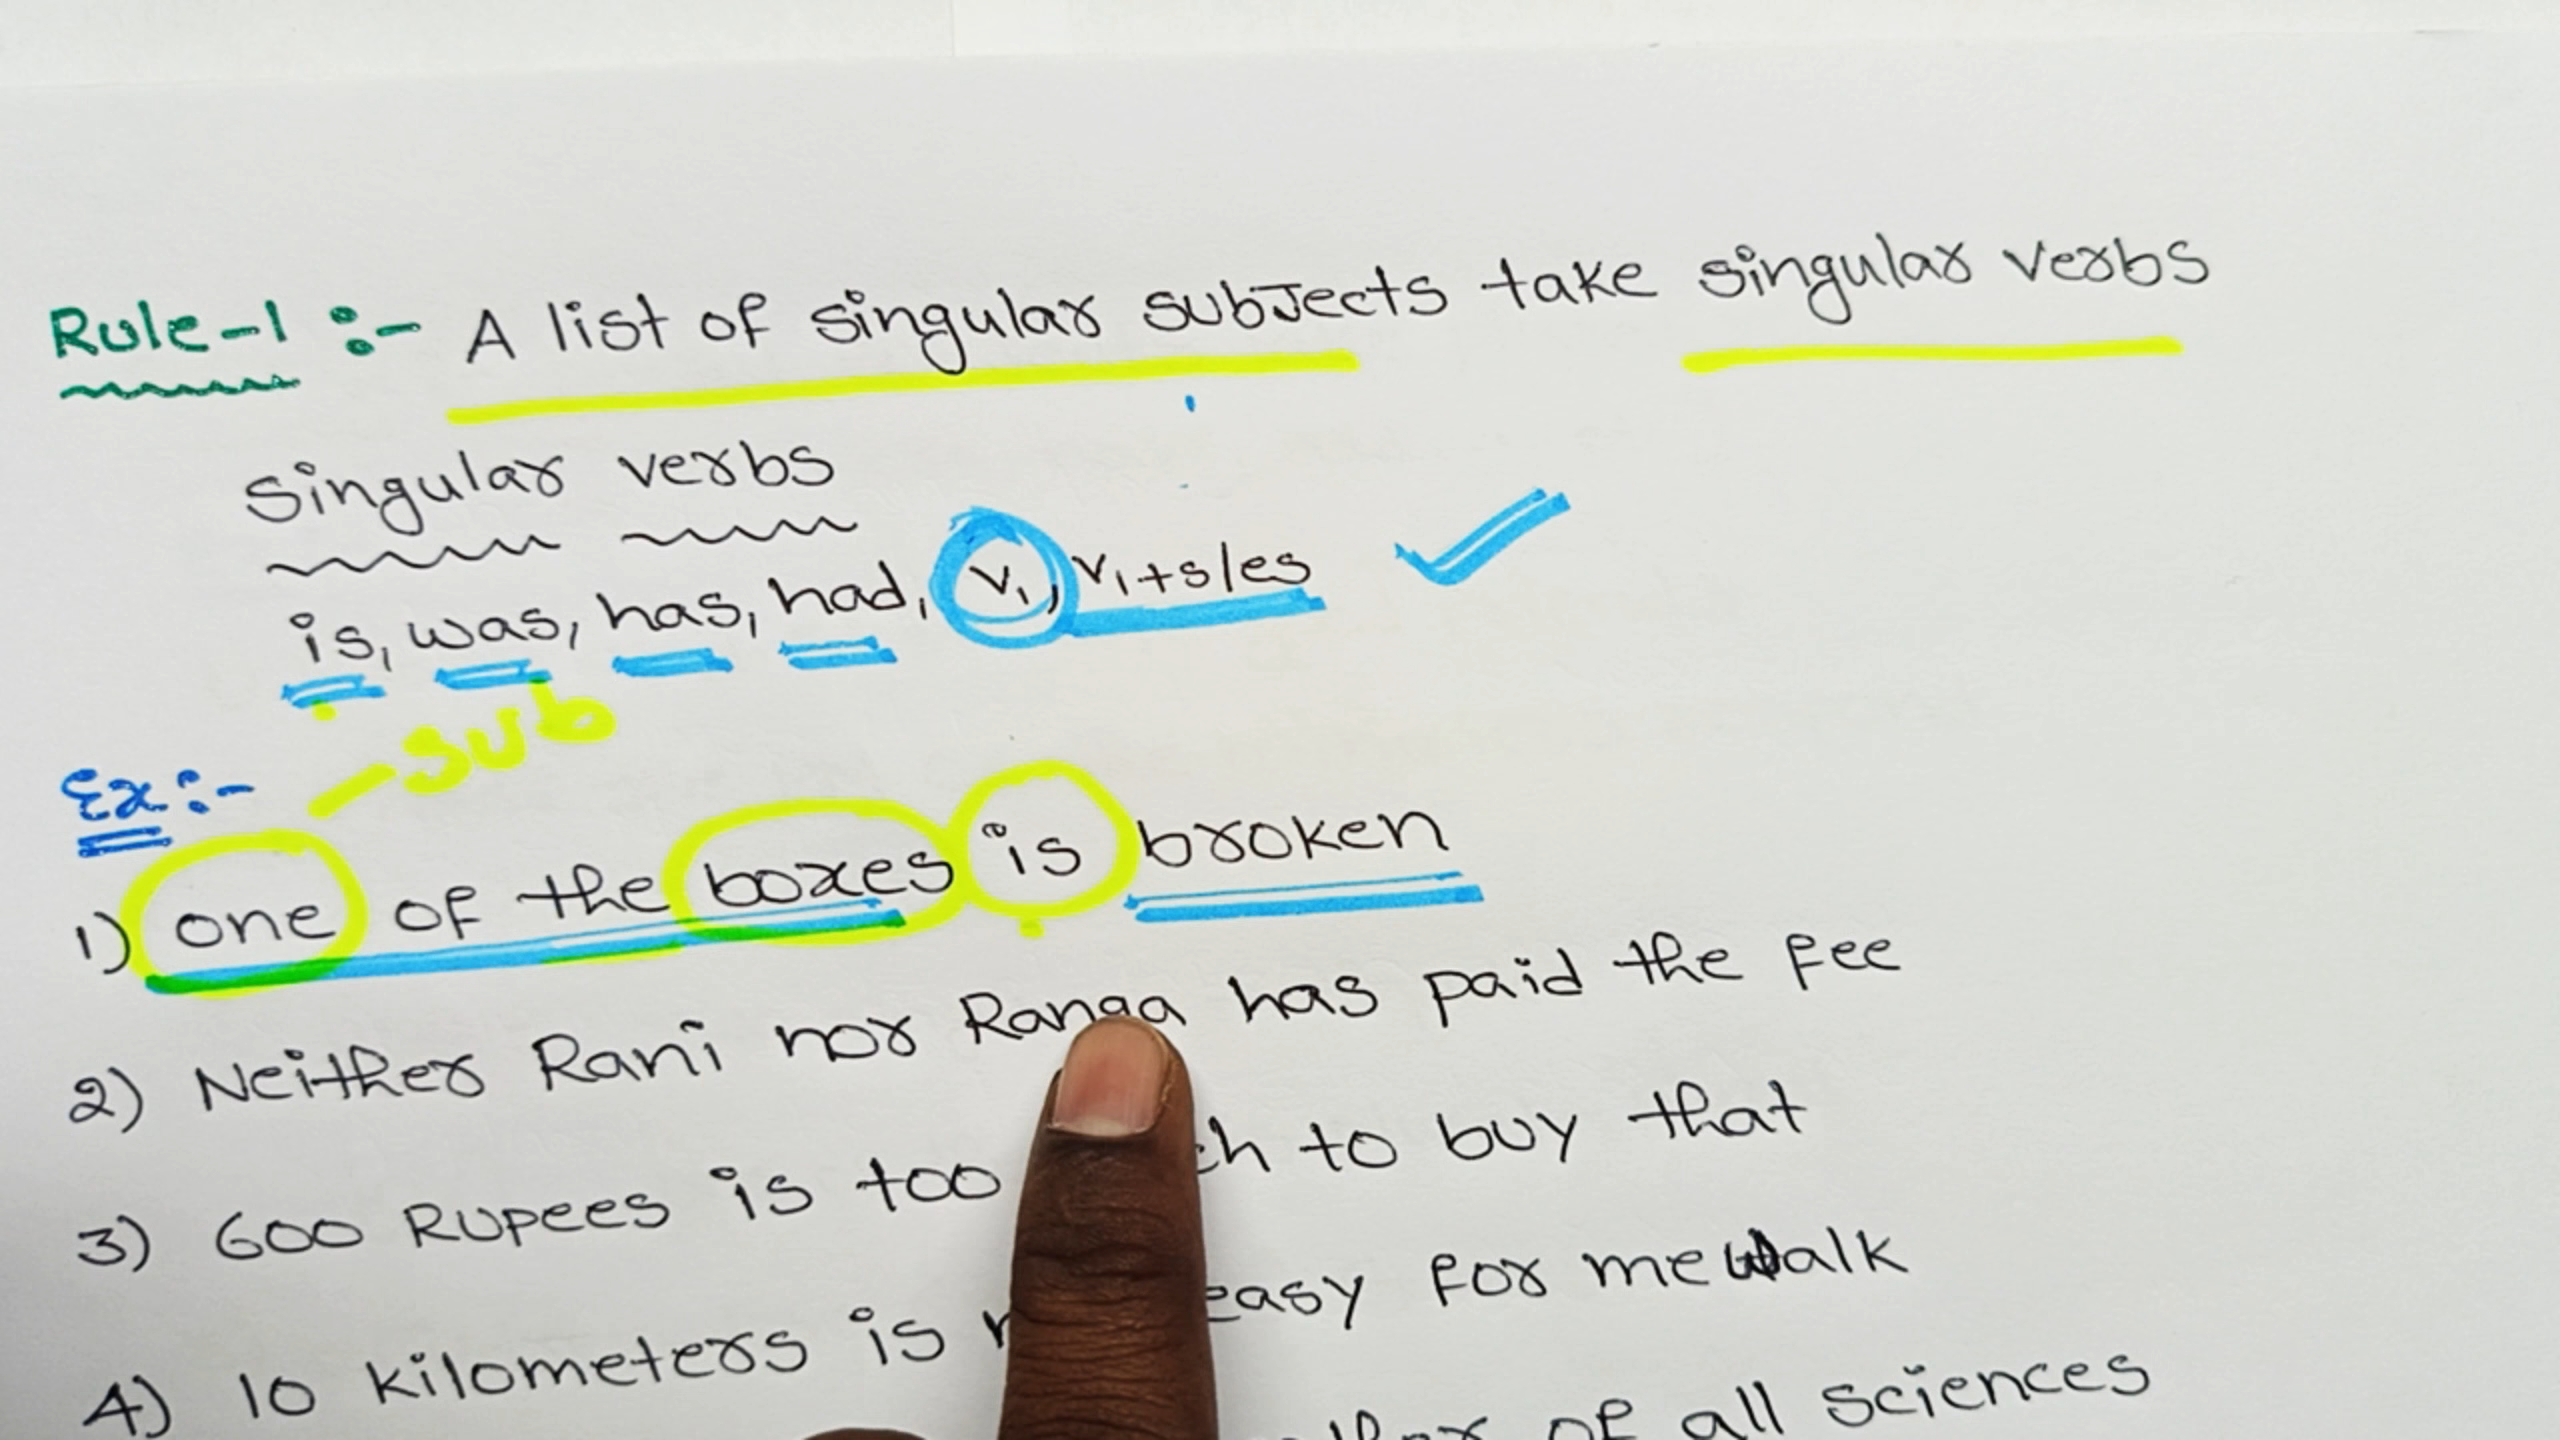 Rule-1 :- A list of singular subjects take singular verbs
Singular verbs
is, was, has, had, V1, V1+s/es
sub
Ex:-
1) one of the boxes is broken
2) Neither Rani nor Ranga has paid the fee
3) 600 Rupees is too to buy that
4) 10 kilometers is easy for me walk
of all sciences